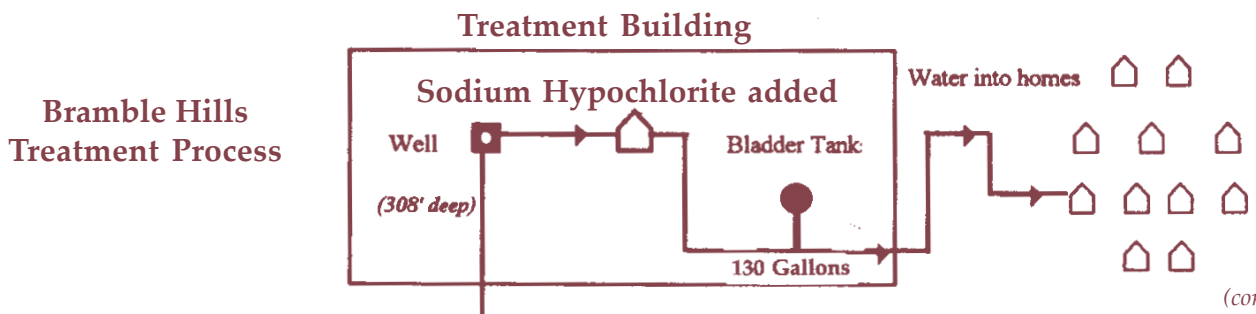 Treatment Building
Bramble Hills
Treatment Process
Sodium Hypochlorite added
Water into homes
Well
Bladder Tank:
(308' deep)
130 Gallons